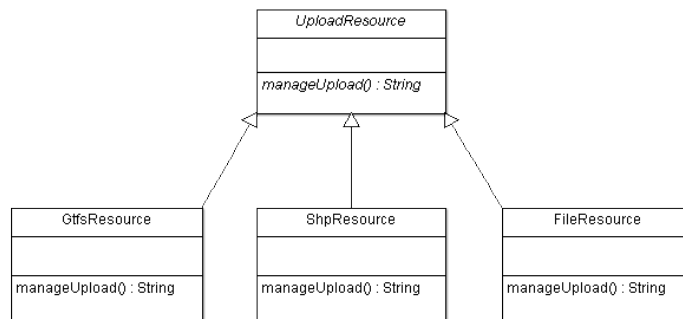 UploadResource
manageUpload() : String
GtfsResource
ShpResource
FileResource
manageUpload() : String
manageUpload() : String
manageUpload() : String